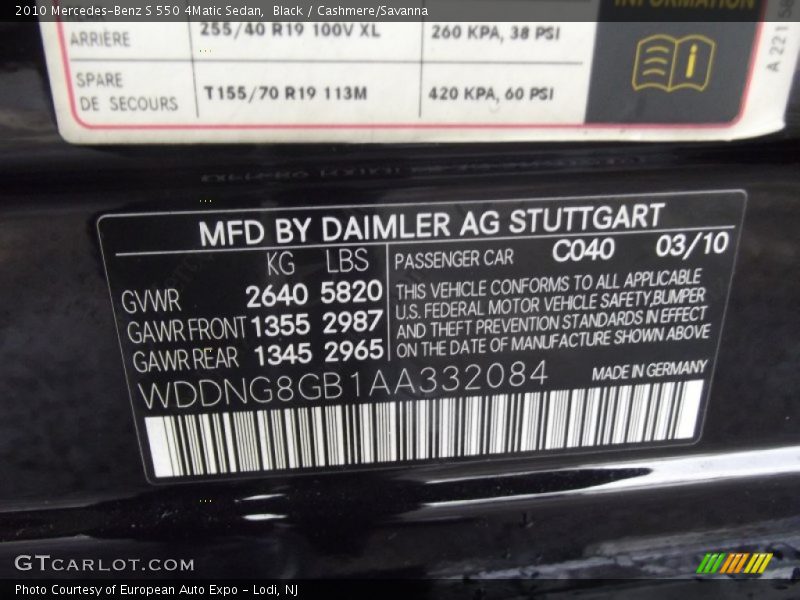 2010 Mercedes-Benz S 550 4Matic Sedan,  Black / Cashmere/Savanna
INFORMATION
ARRIÈRE 255/40 R19 100V XL 260 KPA, 38 PSI
A 221 58
SPARE
DE SECOURS T155/70 R19 113M 420 KPA, 60 PSI
MFD BY DAIMLER AG STUTTGART
KG LBS
GVWR 2640 5820
GAWR FRONT 1355 2987
GAWR REAR 1345 2965
PASSENGER CAR C040 03/10
THIS VEHICLE CONFORMS TO ALL APPLICABLE
U.S. FEDERAL MOTOR VEHICLE SAFETY,BUMPER
AND THEFT PREVENTION STANDARDS IN EFFECT
ON THE DATE OF MANUFACTURE SHOWN ABOVE
WDDNG8GB1AA332084 MADE IN GERMANY
GTCARLOT.COM
Photo Courtesy of European Auto Expo - Lodi, NJ